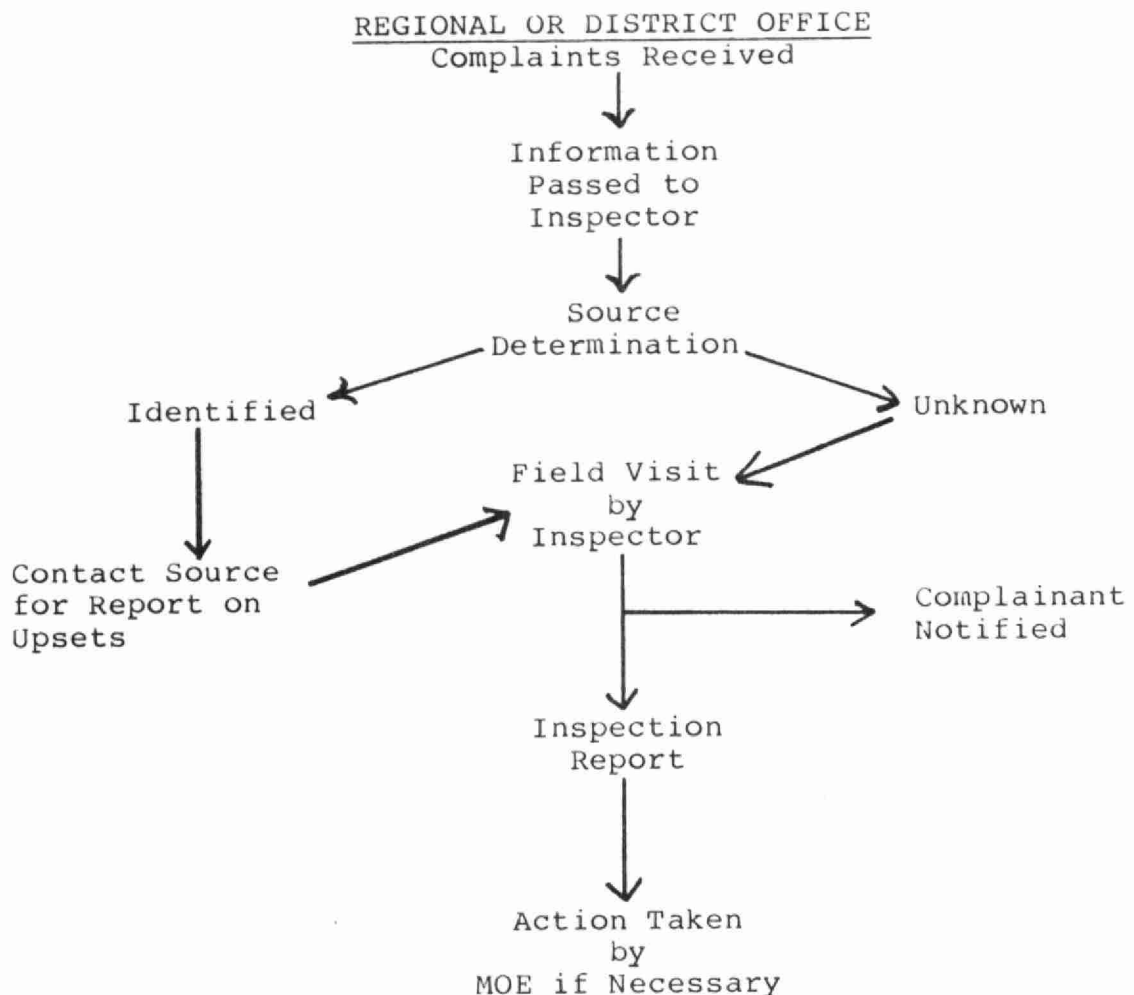 REGIONAL OR DISTRICT OFFICE
Complaints Received
Information
Passed to
Inspector
Source
Determination
Identified
Unknown
Field Visit
by
Inspector
Contact Source
for Report on
Upsets
Complainant
Notified
Inspection
Report
Action Taken
by
MOE if Necessary